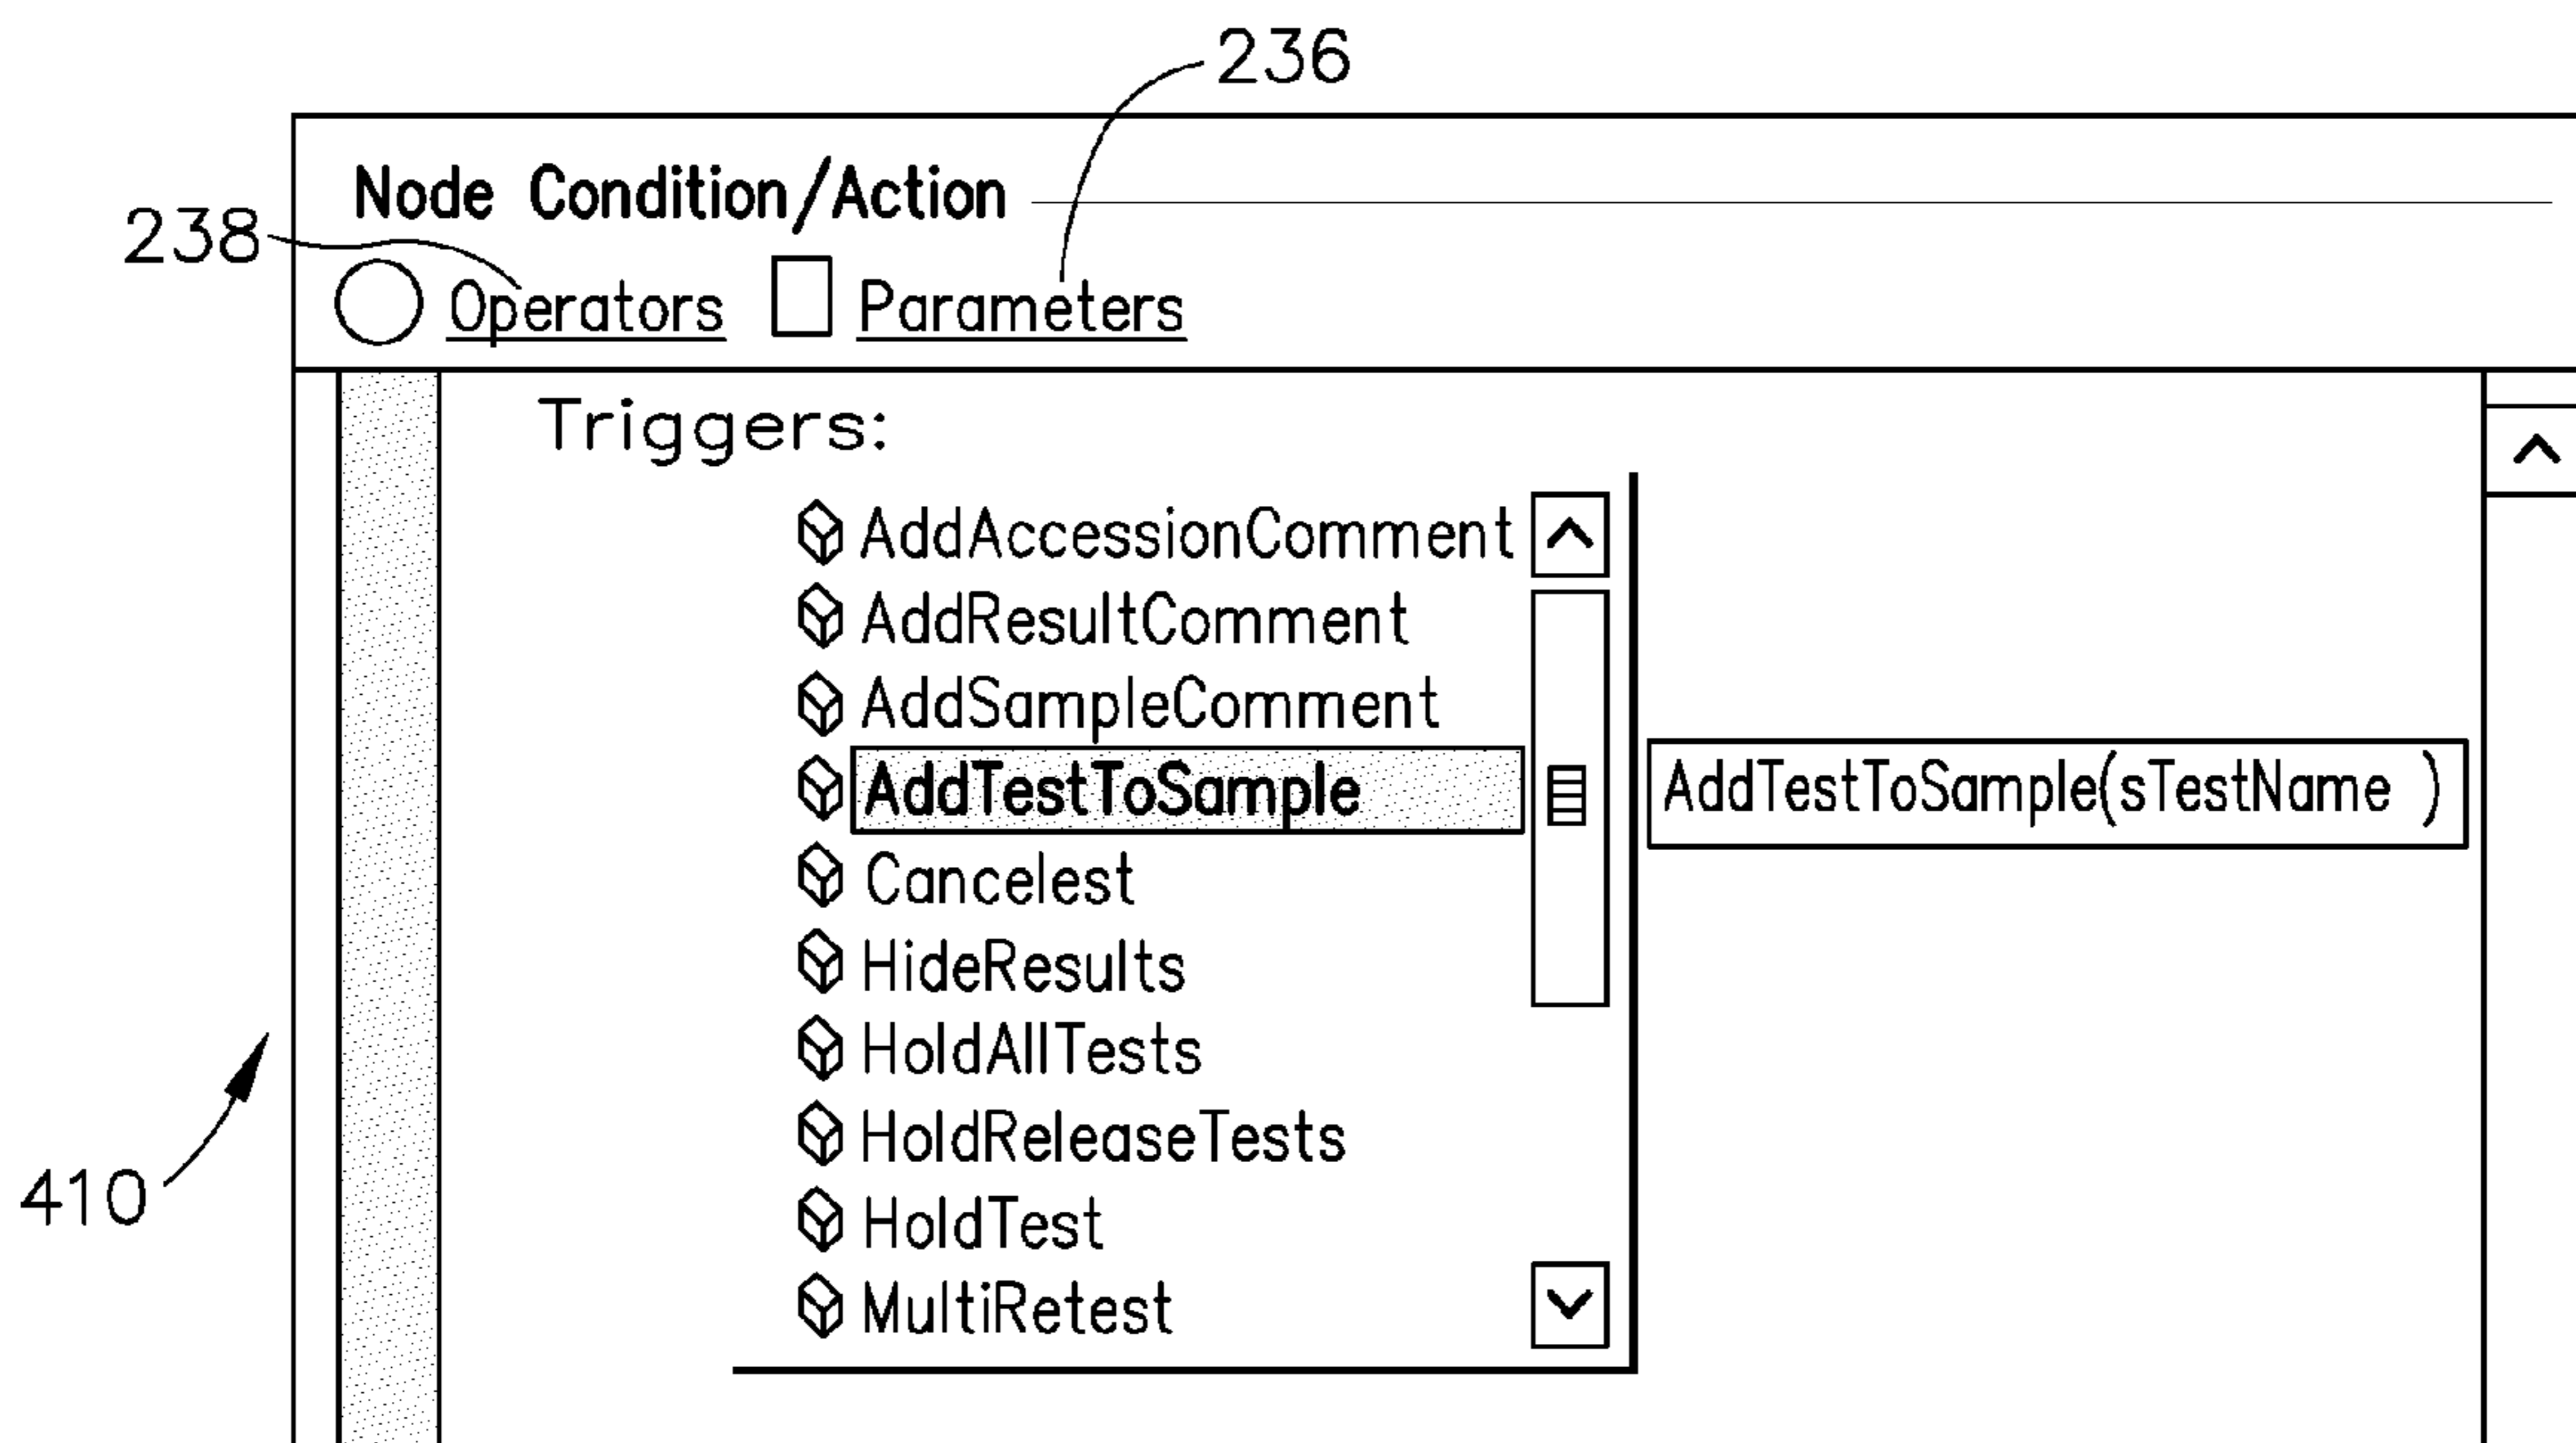 236
Node Condition/Action
238
Operators Parameters
Triggers:
AddAccessionComment
AddResultComment
AddSampleComment
AddTestToSample AddTestToSample(sTestName )
Cancelest
HideResults
HoldAllTests
HoldReleaseTests
410
HoldTest
MultiRetest